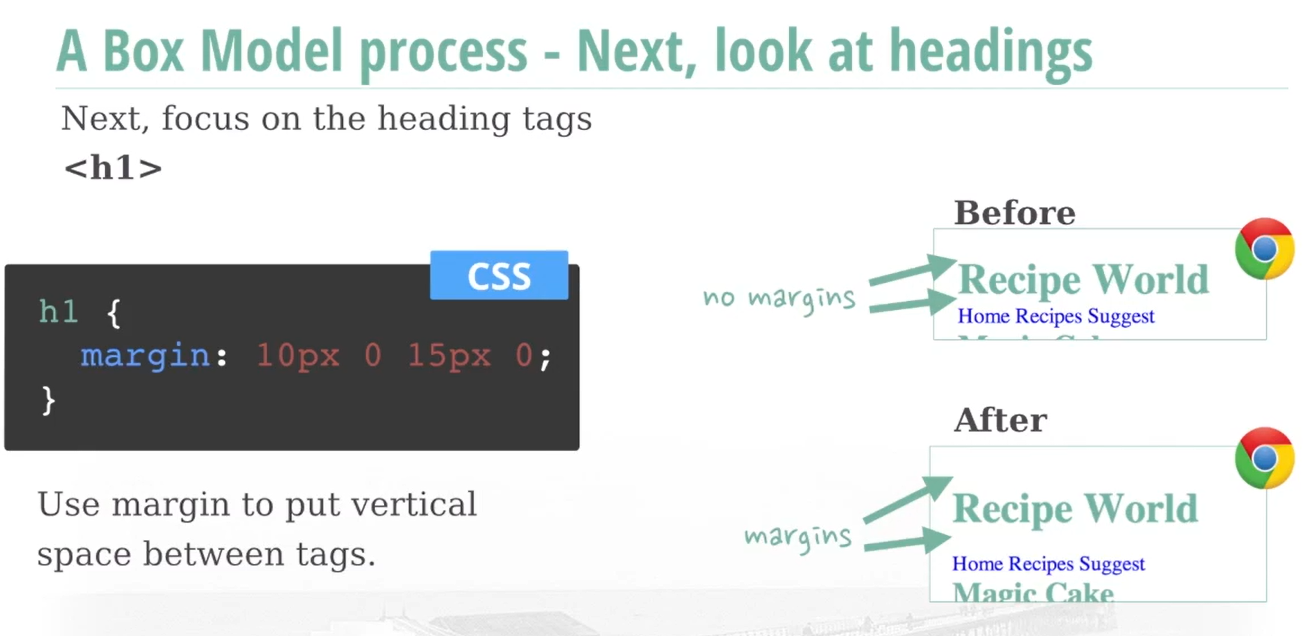 A Box Model process - Next, look at headings
Next, focus on the heading tags
<h1>
CSS
h1 {
margin: 10px 0 15px 0;
}
Use margin to put vertical
space between tags.
Before
no margins
Recipe World
Home Recipes Suggest
After
margins
Recipe World
Home Recipes Suggest
Magic Cake